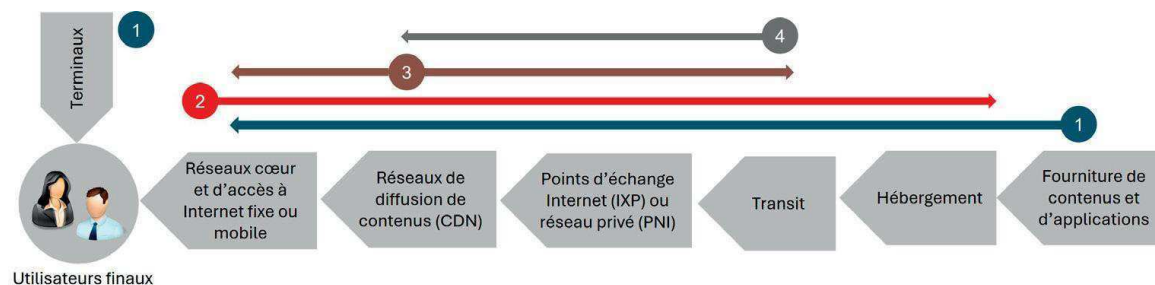 Terminaux
1
4
3
2
1
Réseaux cœur
et d'accès à
Internet fixe ou
mobile
Réseaux de
diffusion de
contenus (CDN)
Points d'échange
Internet (IXP) ou
réseau privé (PNI)
Transit
Hébergement
Fourniture de
contenus et
d'applications
Utilisateurs finaux